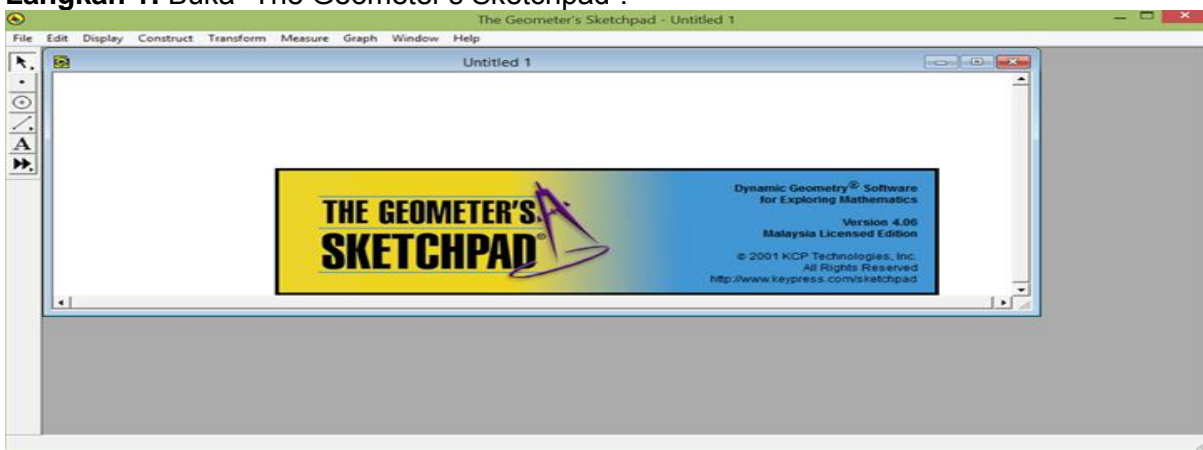 Langkah 1: Buka "The Geometer's Sketchpad".
The Geometer's Sketchpad - Untitled 1
File Edit Display Construct Transform Measure Graph Window Help
Untitled 1
A
THE GEOMETER'S
SKETCHPAD®
Dynamic Geometry® Software
for Exploring Mathematics
Version 4.06
Malaysia Licensed Edition
© 2001 KCP Technologies, Inc.
All Rights Reserved
http://www.keypress.com/sketchpad